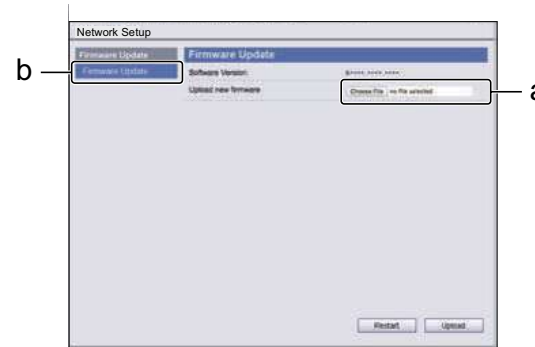 Network Setup
Firmware Update
Firmware Update
b
Firmware Update
Software Version:
Upload new firmware
Choose File no file selected
a
Restart Upload